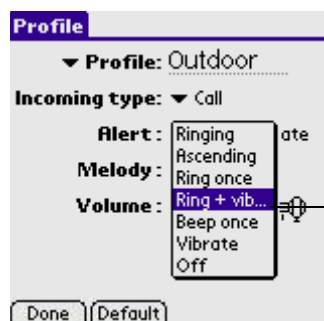 Profile
Profile: Outdoor
Incoming type: Call
Alert: Ringing ate
Ascending
Melody: Ring once
Volume: Ring + vib...
Beep once
Vibrate
Off
Done Default